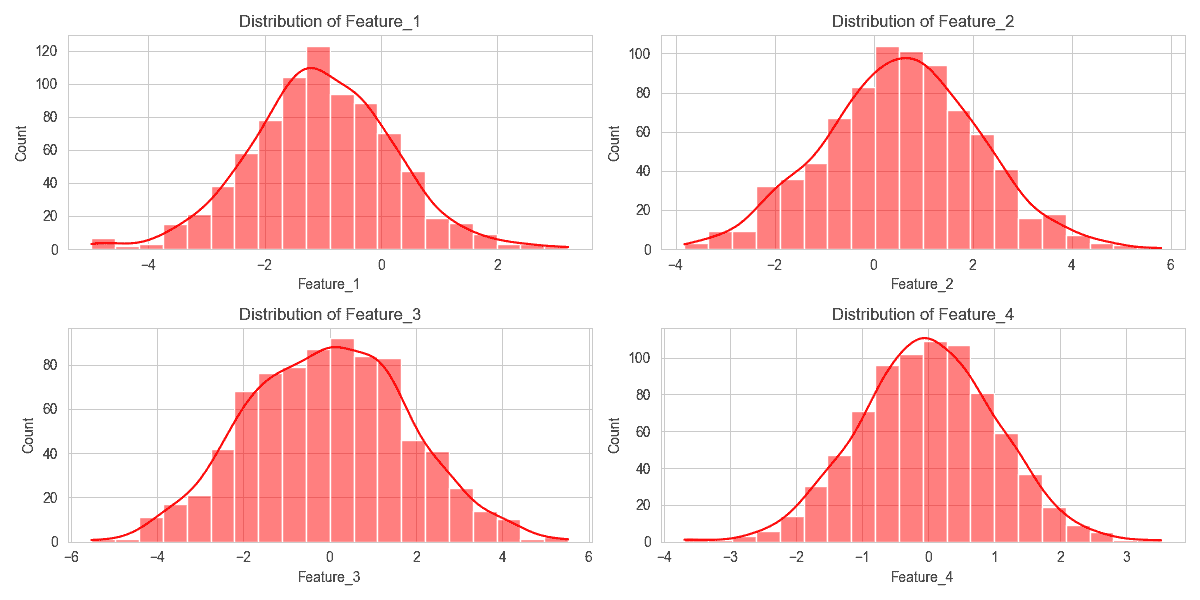 Distribution of Feature_1
120
100
80
60
40
20
0
Count
−4 −2 0 2
Feature_1
Distribution of Feature_2
100
80
60
40
20
0
Count
−4 −2 0 2 4 6
Feature_2
Distribution of Feature_3
80
60
40
20
0
Count
−6 −4 −2 0 2 4 6
Feature_3
Distribution of Feature_4
100
80
60
40
20
0
Count
−4 −3 −2 −1 0 1 2 3
Feature_4